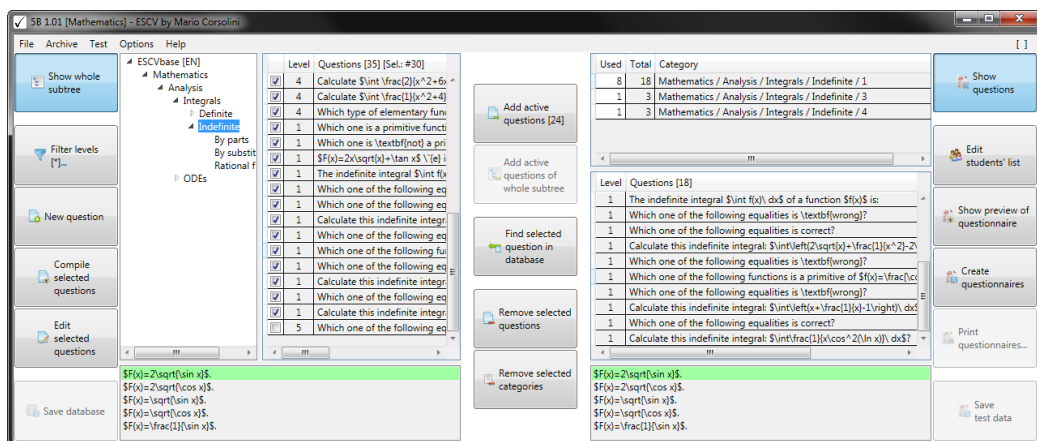 5B 1.01 [Mathematics] - ESCV by Mario Corsolini
File Archive Test Options Help [ ]
Show whole
subtree
Filter levels
[*]...
New question
Compile
selected
questions
Edit
selected
questions
Save database
ESCVbase [EN]
Mathematics
Analysis
Integrals
Definite
Indefinite
By parts
By substit
Rational f
ODEs
Level Questions [35] [Sel.: #30]
4 Calculate $\int \frac{2}{x^2+6x
4 Calculate $\int \frac{1}{x^2+4}
4 Which type of elementary func
1 Which one is a primitive functi
1 Which one is \textbf{not} a pri
1 $F(x)=2x\sqrt{x}+\tan x$ \`{e} i
1 The indefinite integral $\int f(x
1 Which one of the following eq
1 Which one of the following eq
1 Calculate this indefinite integr
1 Which one of the following eq
1 Which one of the following fun
1 Which one of the following eq
1 Calculate this indefinite integr
1 Which one of the following eq
1 Calculate this indefinite integr
5 Which one of the following eq
$F(x)=2\sqrt{\sin x}$.
$F(x)=2\sqrt{\cos x}$.
$F(x)=\sqrt{\sin x}$.
$F(x)=\sqrt{\cos x}$.
$F(x)=\frac{1}{\sin x}$.
Add active
questions [24]
Add active
questions of
whole subtree
Find selected
question in
database
Remove selected
questions
Remove selected
categories
Used Total Category
8 18 Mathematics / Analysis / Integrals / Indefinite / 1
1 3 Mathematics / Analysis / Integrals / Indefinite / 3
1 3 Mathematics / Analysis / Integrals / Indefinite / 4
Level Questions [18]
1 The indefinite integral $\int f(x)\ dx$ of a function $f(x)$ is:
1 Which one of the following equalities is \textbf{wrong}?
1 Which one of the following equalities is correct?
1 Calculate this indefinite integral: $\int\left(2\sqrt{x}+\frac{1}{x^2}-2\
1 Which one of the following equalities is \textbf{wrong}?
1 Which one of the following functions is a primitive of $f(x)=\frac{\co
1 Which one of the following equalities is \textbf{wrong}?
1 Calculate this indefinite integral: $\int\left(x+\frac{1}{x}-1\right)\ dx$
1 Which one of the following equalities is correct?
1 Calculate this indefinite integral: $\int\frac{1}{x\cos^2(\ln x)}\ dx$?
$F(x)=2\sqrt{\sin x}$.
$F(x)=2\sqrt{\cos x}$.
$F(x)=\sqrt{\sin x}$.
$F(x)=\sqrt{\cos x}$.
$F(x)=\frac{1}{\sin x}$.
Show
questions
Edit
students' list
Show preview of
questionnaire
Create
questionnaires
Print
questionnaires...
Save
test data